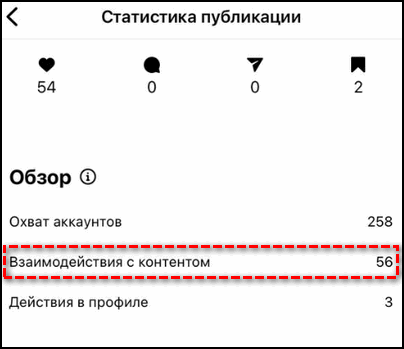 Статистика публикации
54 0 0 2
Обзор
Охват аккаунтов 258
Взаимодействия с контентом 56
Действия в профиле 3